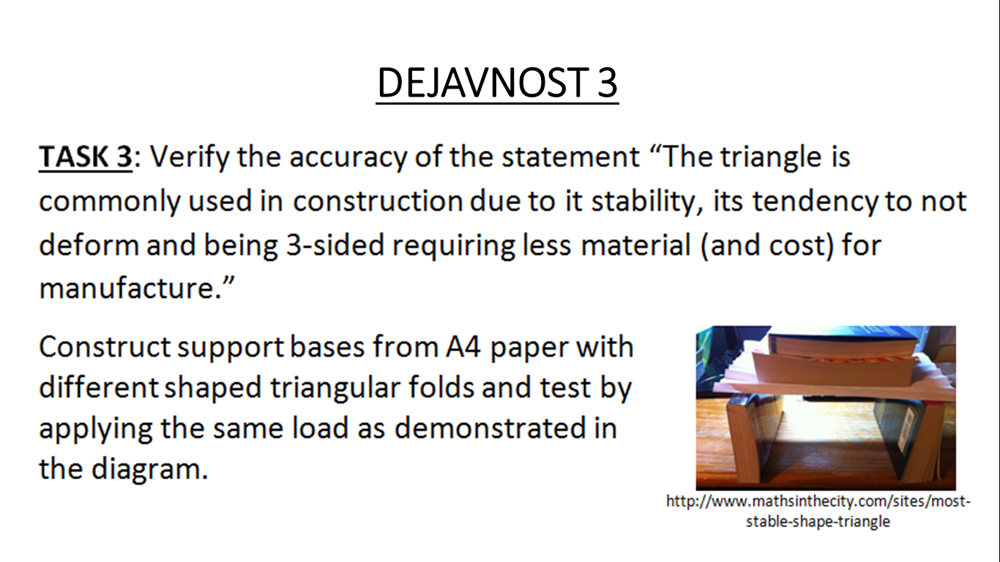 DEJAVNOST 3
TASK 3: Verify the accuracy of the statement “The triangle is
commonly used in construction due to it stability, its tendency to not
deform and being 3-sided requiring less material (and cost) for
manufacture.”
Construct support bases from A4 paper with
different shaped triangular folds and test by
applying the same load as demonstrated in
the diagram.
http://www.mathsinthecity.com/sites/most-
stable-shape-triangle